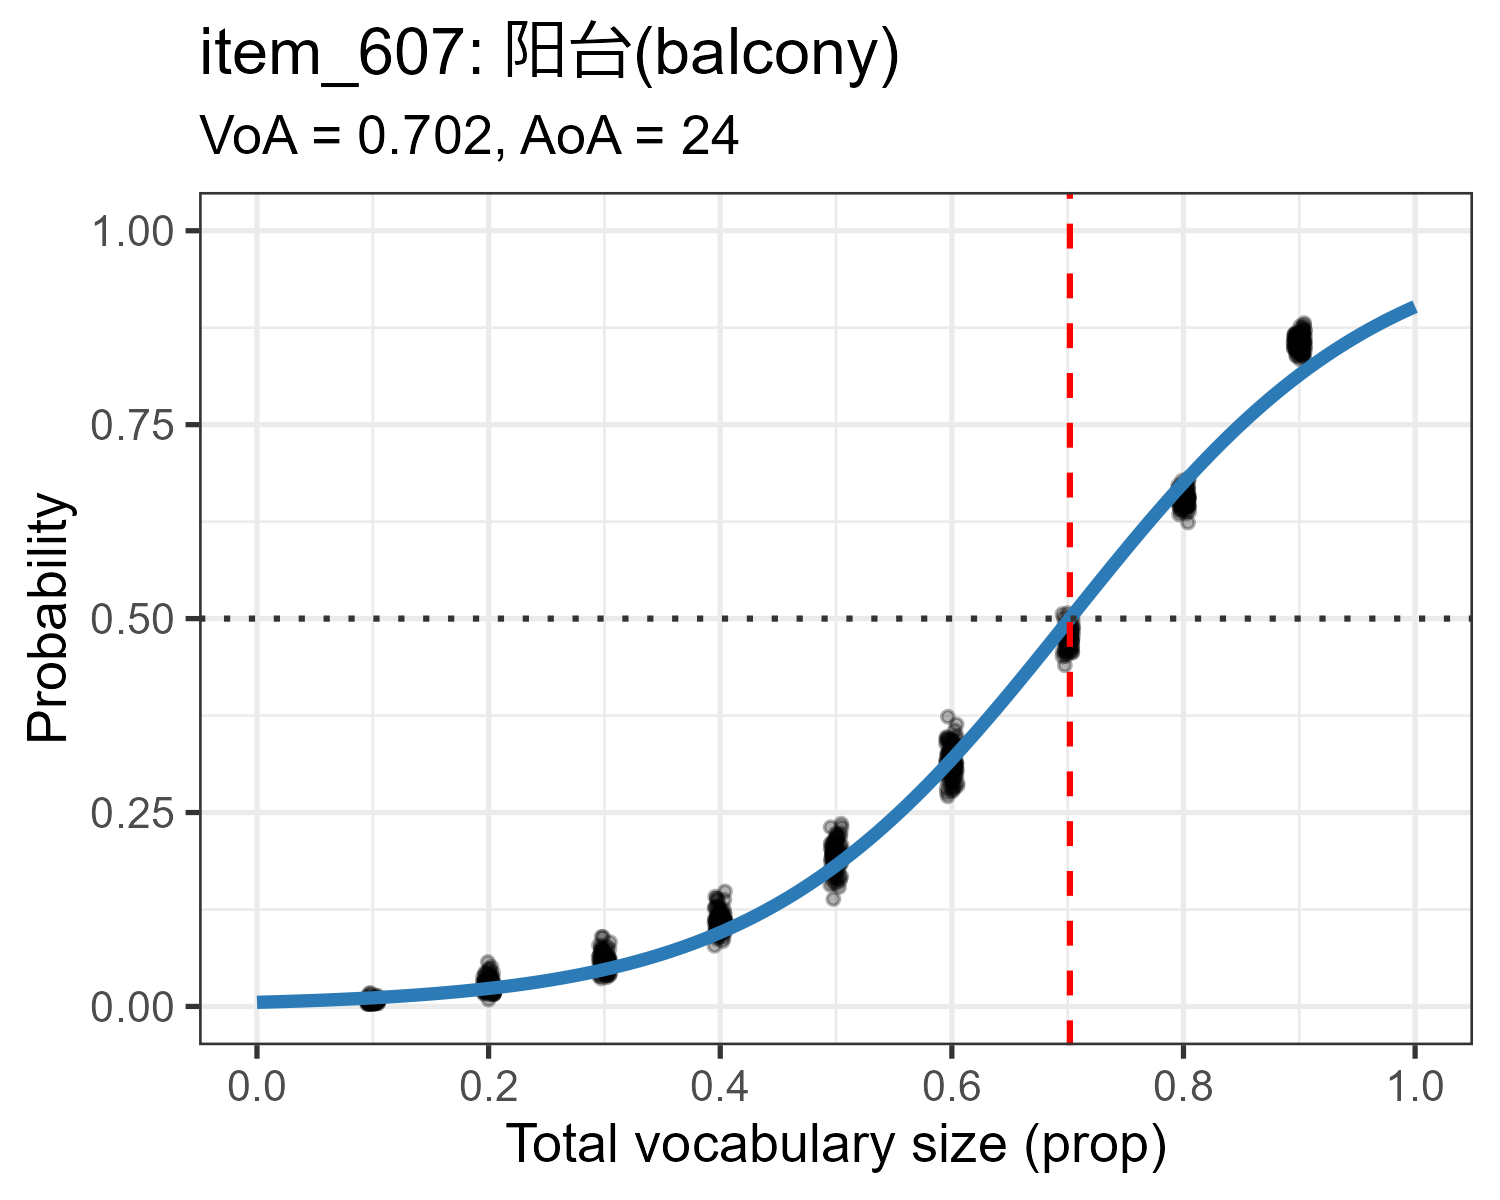 item_607: 阳台(balcony)
VoA = 0.702, AoA = 24
1.00
0.75
0.50
0.25
0.00
Probability
0.0 0.2 0.4 0.6 0.8 1.0
Total vocabulary size (prop)